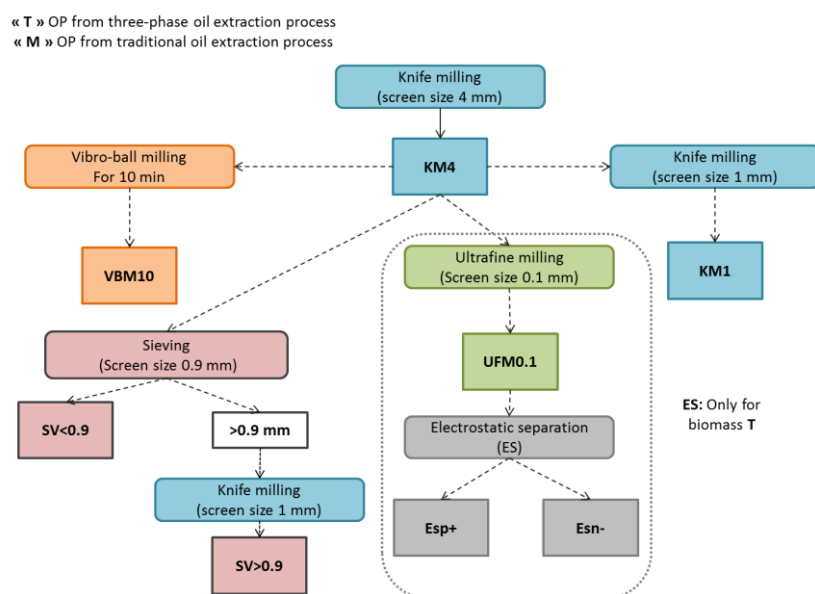 « T » OP from three-phase oil extraction process
« M » OP from traditional oil extraction process
Knife milling
(screen size 4 mm)
Vibro-ball milling
For 10 min
KM4
Knife milling
(screen size 1 mm)
VBM10
Ultrafine milling
(Screen size 0.1 mm)
KM1
Sieving
(Screen size 0.9 mm)
UFM0.1
SV<0.9
>0.9 mm
Electrostatic separation
(ES)
ES: Only for
biomass T
Knife milling
(screen size 1 mm)
Esp+
Esn-
SV>0.9